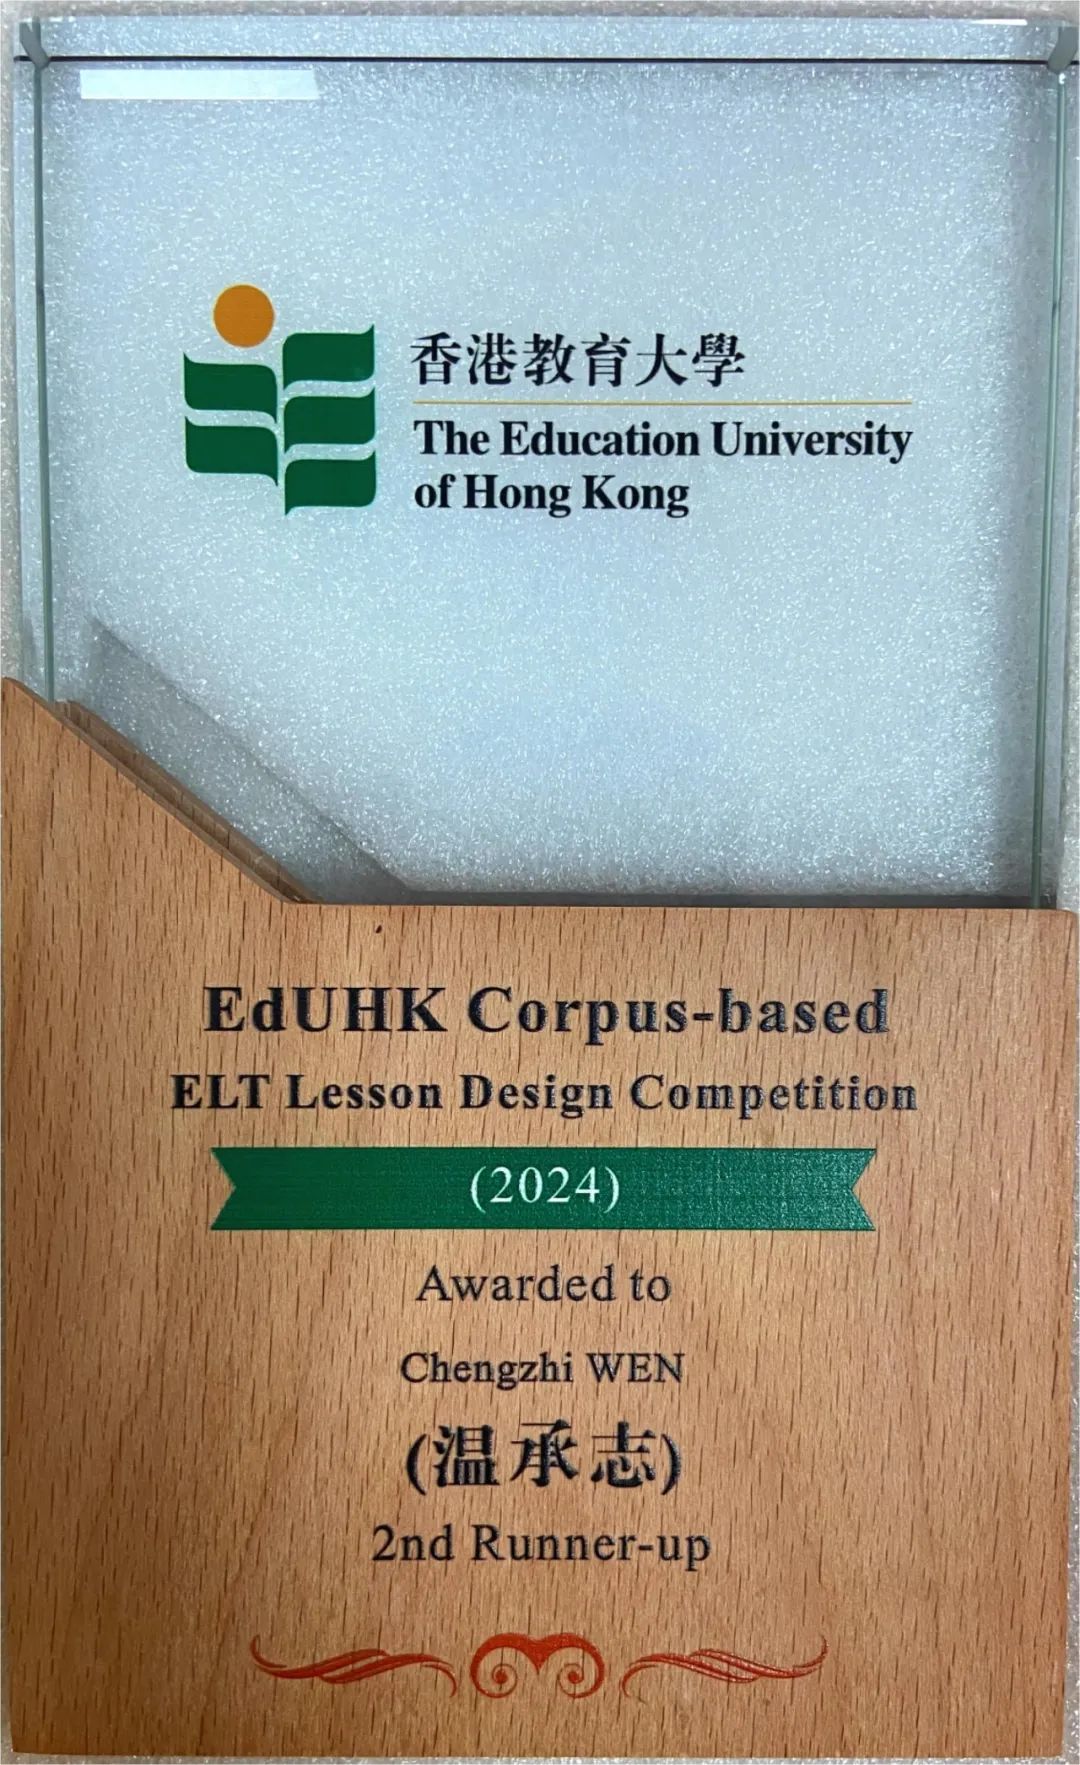 香港教育大學
The Education University
of Hong Kong
EdUHK Corpus-based
ELT Lesson Design Competition
(2024)
Awarded to
Chengzhi WEN
(温承志)
2nd Runner-up